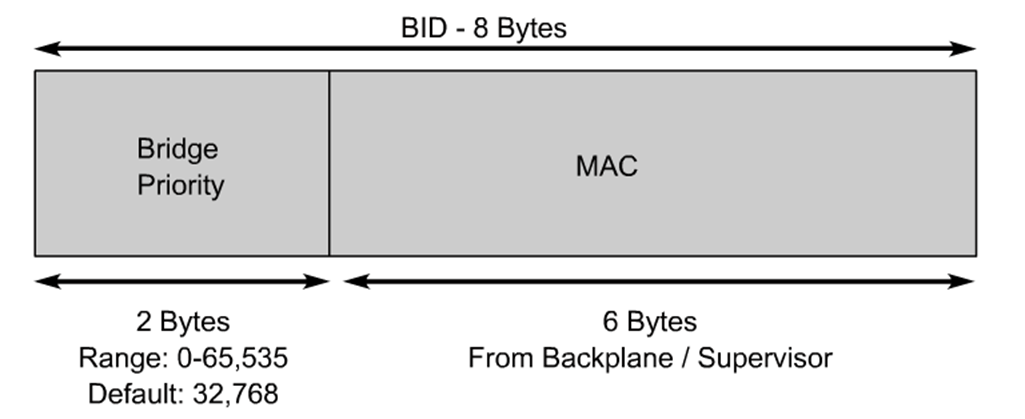 BID - 8 Bytes
Bridge
Priority
MAC
2 Bytes
Range: 0-65,535
Default: 32,768
6 Bytes
From Backplane / Supervisor